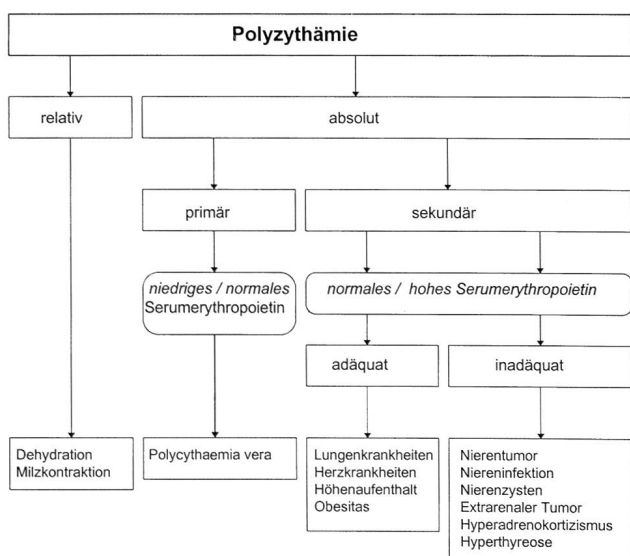 Polyzythämie
relativ
absolut
primär
sekundär
niedriges / normales
Serumerythropoietin
normales / hohes Serumerythropoietin
adäquat
inadäquat
Dehydration
Milzkontraktion
Polycythaemia vera
Lungenkrankheiten
Herzkrankheiten
Höhenaufenthalt
Obesitas
Nierentumor
Niereninfektion
Nierenzysten
Extrarenaler Tumor
Hyperadrenokortizismus
Hyperthyreose